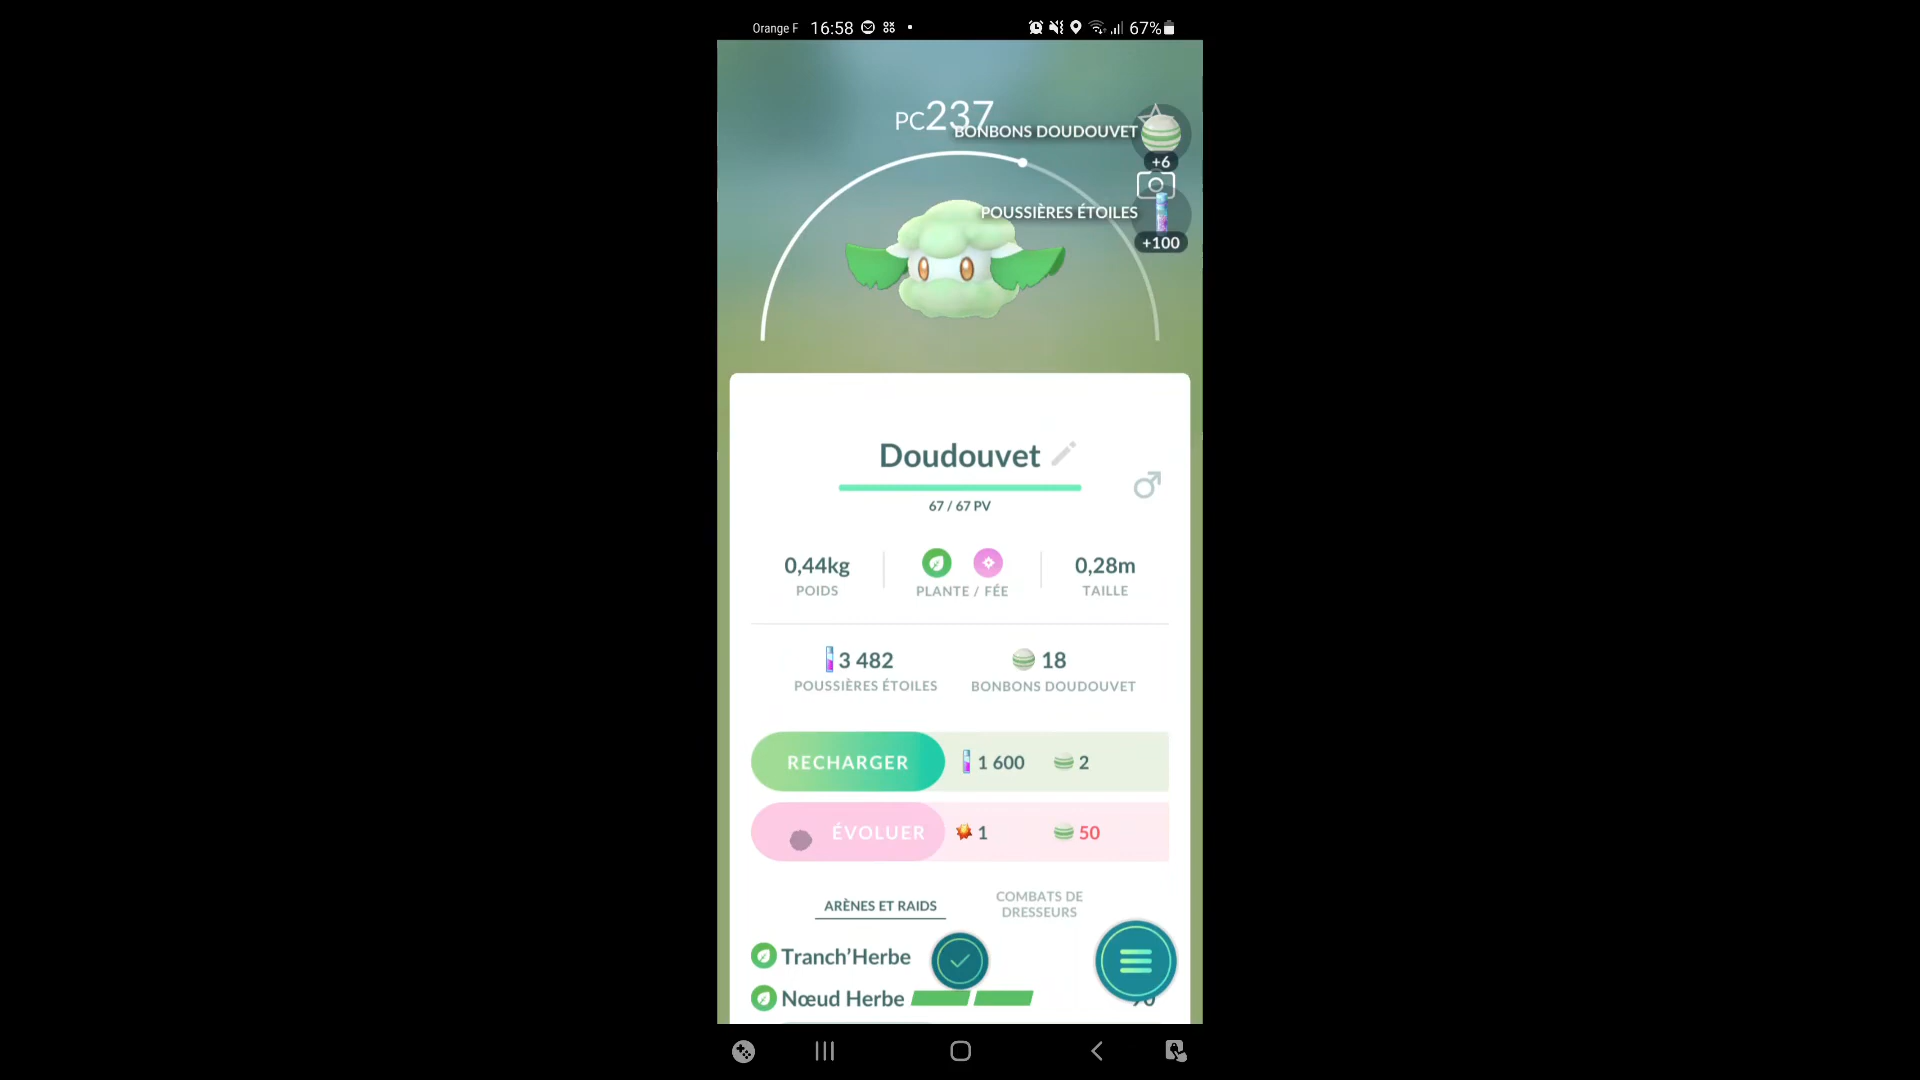 Orange F 16:58 67%
PC237
BONBONS DOUDOUVET
+6
POUSSIÈRES ÉTOILES
+100
Doudouvet
67 / 67 PV
0,44kg
POIDS
PLANTE / FÉE
0,28m
TAILLE
3 482
POUSSIÈRES ÉTOILES
18
BONBONS DOUDOUVET
RECHARGER 1 600 2
ÉVOLUER 1 50
ARÈNES ET RAIDS
COMBATS DE
DRESSEURS
Tranch'Herbe
Nœud Herbe 90